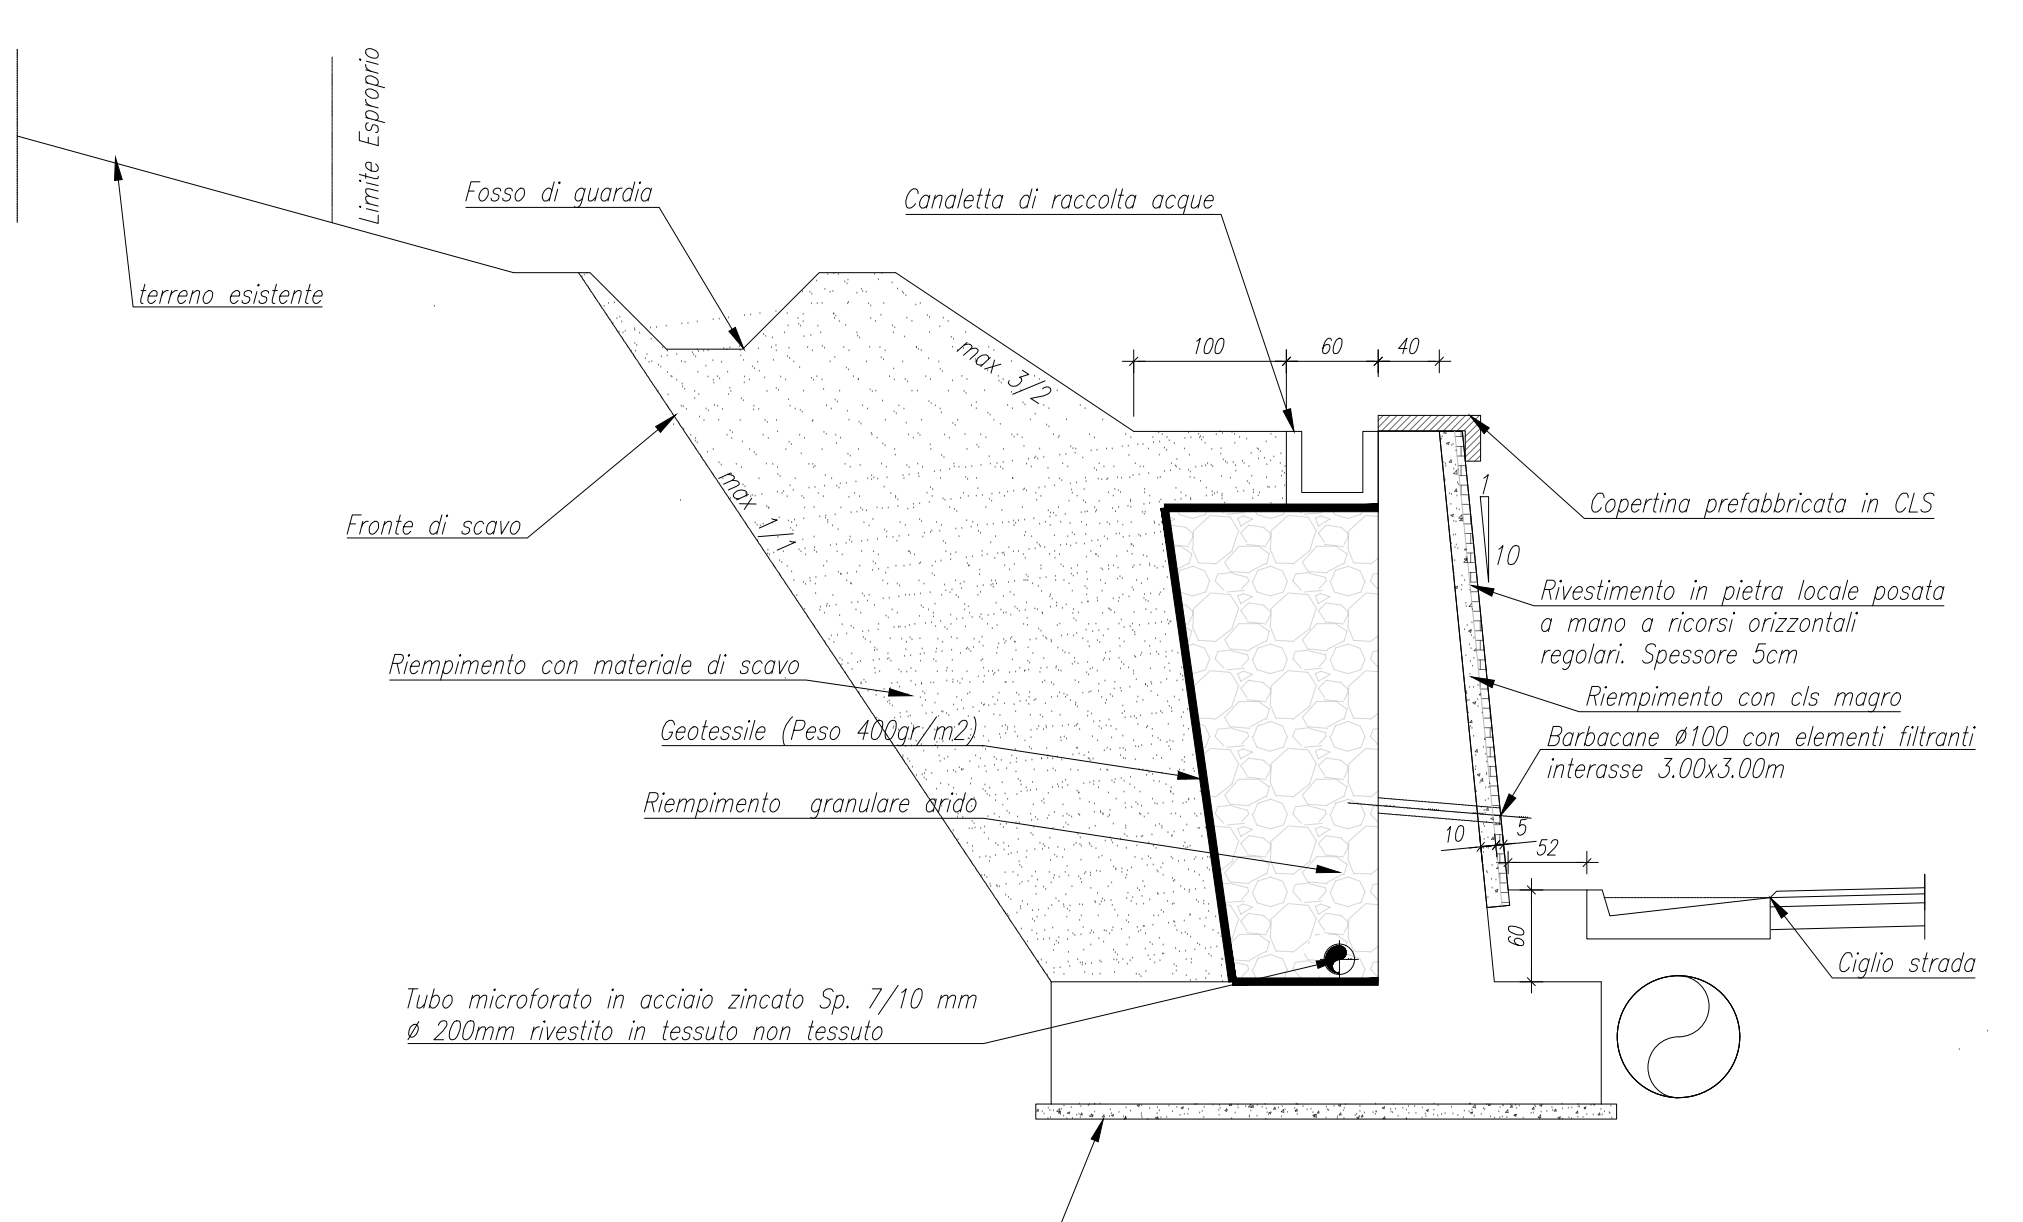 Limite Esproprio
Fosso di guardia
Canaletta di raccolta acque
terreno esistente
max 3/2
100
60
40
max 1/1
Fronte di scavo
1
10
Copertina prefabbricata in CLS
Rivestimento in pietra locale posata
a mano a ricorsi orizzontali
regolari. Spessore 5cm
Riempimento con materiale di scavo
Riempimento con cls magro
Geotessile (Peso 400gr/m2)
Barbacane ø100 con elementi filtranti
interasse 3.00x3.00m
Riempimento granulare arido
10
5
52
60
Ciglio strada
Tubo microforato in acciaio zincato Sp. 7/10 mm
ø 200mm rivestito in tessuto non tessuto